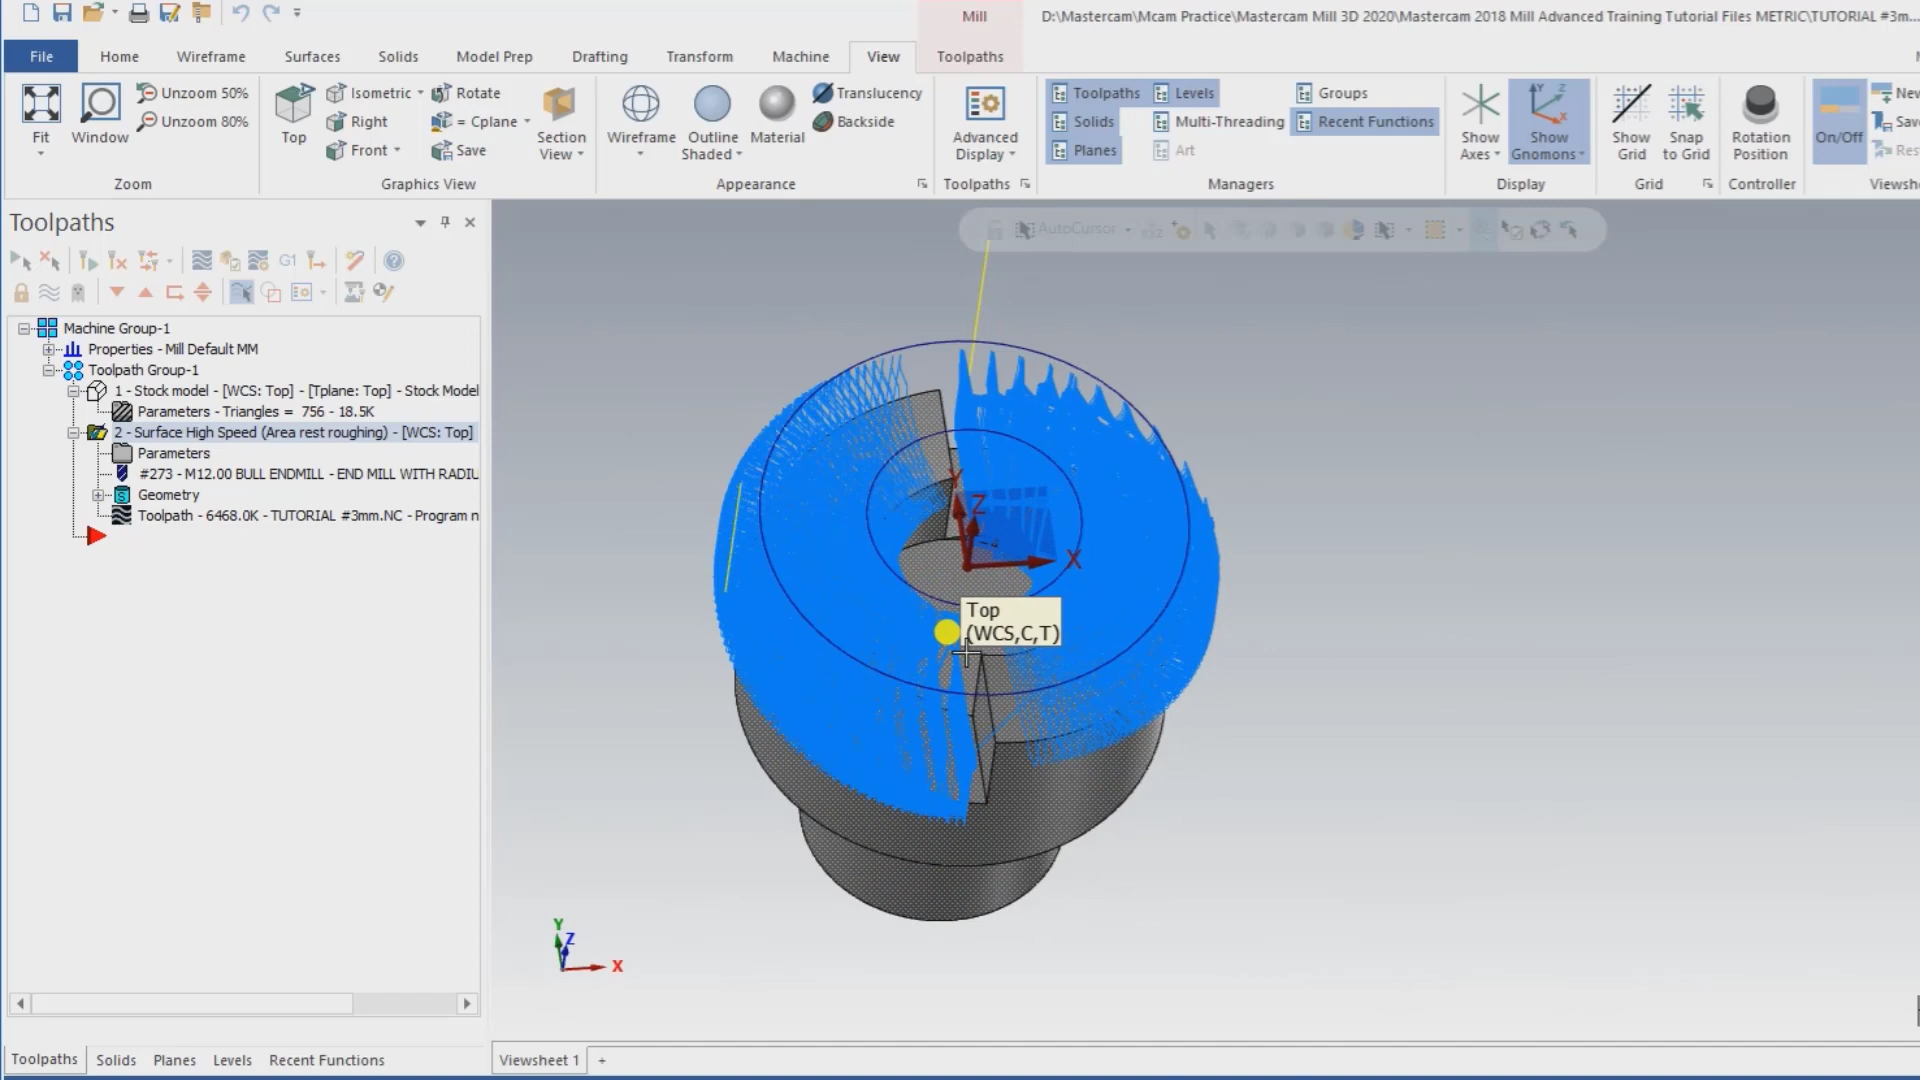 Mill
D:\Mastercam\Mcam Practice\Mastercam Mill 3D 2020\Mastercam 2018 Mill Advanced Training Tutorial Files METRIC\TUTORIAL #3m...
File Home Wireframe Surfaces Solids Model Prep Drafting Transform Machine View Toolpaths
Fit
Window
Unzoom 50%
Unzoom 80%
Zoom
Top
Isometric
Right
Front
Rotate
= Cplane
Save
Section
View
Graphics View
Wireframe
Outline
Shaded
Material
Translucency
Backside
Appearance
Advanced
Display
Toolpaths
Toolpaths
Solids
Planes
Levels
Multi-Threading
Art
Groups
Recent Functions
Managers
Show
Axes
Show
Gnomons
Display
Show
Grid
Snap
to Grid
Grid
Rotation
Position
Controller
On/Off
New
Save
Res
Viewshe
Toolpaths
G1
AutoCursor
Machine Group-1
Properties - Mill Default MM
Toolpath Group-1
1 - Stock model - [WCS: Top] - [Tplane: Top] - Stock Model
Parameters - Triangles = 756 - 18.5K
2 - Surface High Speed (Area rest roughing) - [WCS: Top]
Parameters
#273 - M12.00 BULL ENDMILL - END MILL WITH RADIU
Geometry
Toolpath - 6468.0K - TUTORIAL #3mm.NC - Program n
Y
Z
X
Top
(WCS,C,T)
Y
Z
X
Toolpaths Solids Planes Levels Recent Functions
Viewsheet 1 +